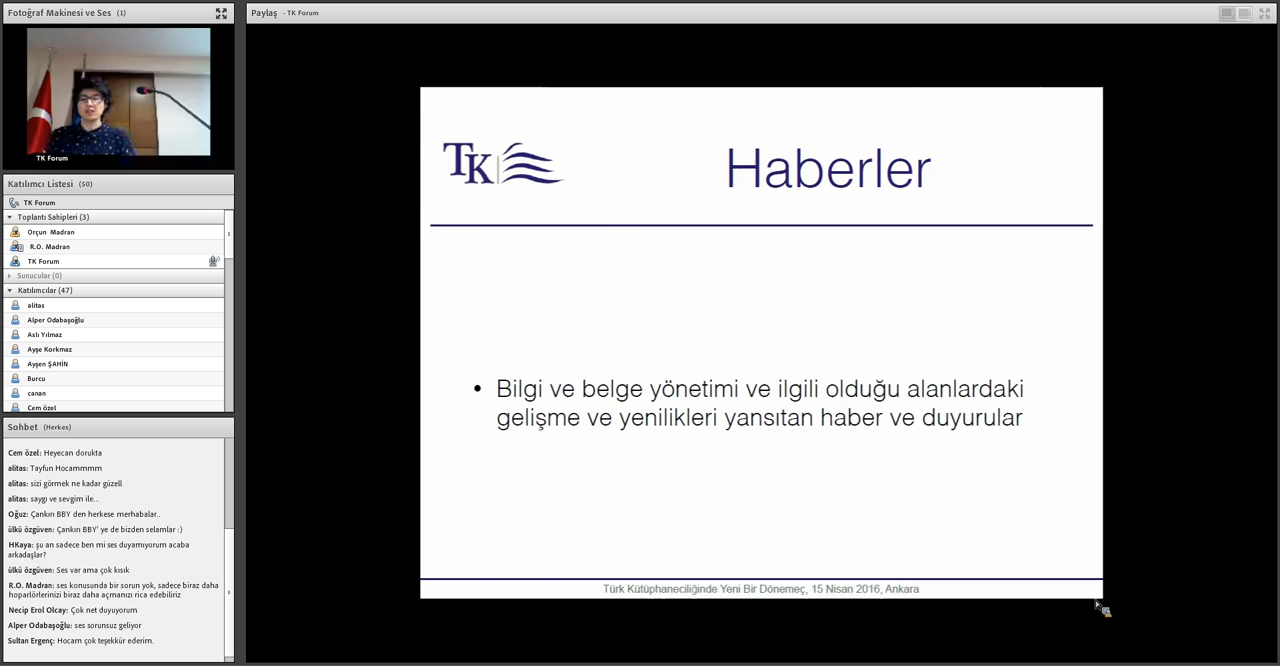 Fotoğraf Makinesi ve Ses (1)
TK Forum
Katılımcı Listesi (50)
TK Forum
Toplantı Sahipleri (3)
Orçun Madran
R.O. Madran
TK Forum
Sunucular (0)
Katılımcılar (47)
alitas
Alper Odabaşoğlu
Aslı Yılmaz
Ayşe Korkmaz
Ayşen ŞAHİN
Burcu
canan
Cem özel
Sohbet (Herkes)
Cem özel: Heyecan dorukta
alitas: Tayfun Hocammmm
alitas: sizi görmek ne kadar güzell
alitas: saygı ve sevgim ile...
Oğuz: Çankırı BBY den herkese merhabalar..
ülkü özgüven: Çankırı BBY' ye de bizden selamlar :)
HKaya: şu an sadece ben mi ses duyamıyorum acaba
arkadaşlar?
ülkü özgüven: Ses var ama çok kısık
R.O. Madran: ses konusunda bir sorun yok, sadece biraz daha
hoparlörlerinizi biraz daha açmanızı rica edebiliriz
Necip Erol Olcay: Çok net duyuyorum
Alper Odabaşoğlu: ses sorunsuz geliyor
Sultan Ergenç: Hocam çok teşekkür ederim.
Paylaş - TK Forum
TK
Haberler
• Bilgi ve belge yönetimi ve ilgili olduğu alanlardaki
gelişme ve yenilikleri yansıtan haber ve duyurular
Türk Kütüphaneciliğinde Yeni Bir Dönemeç, 15 Nisan 2016, Ankara